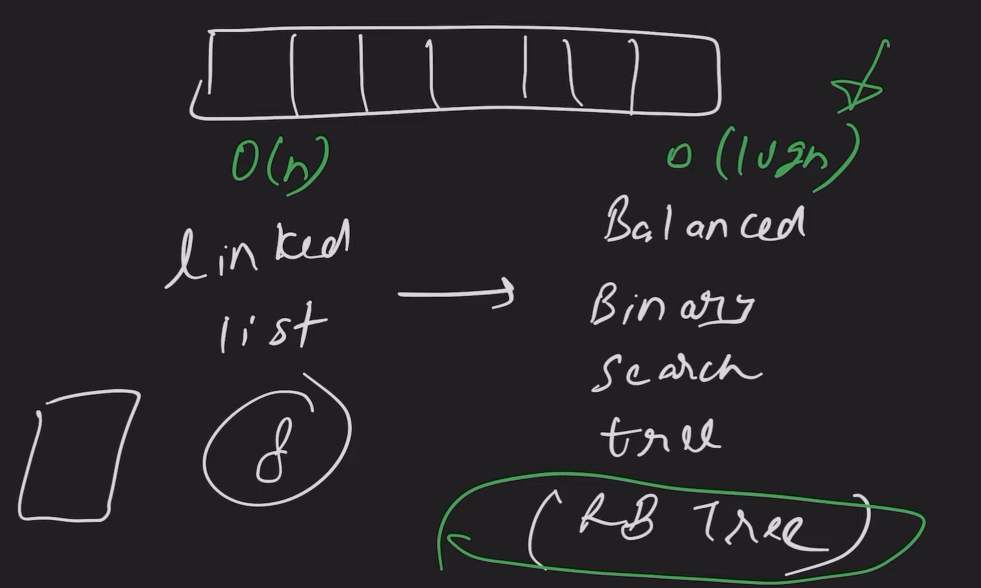 O(n)
O(logn)
linked
list
Balanced
Binary
Search
tree
8
(RB Tree)